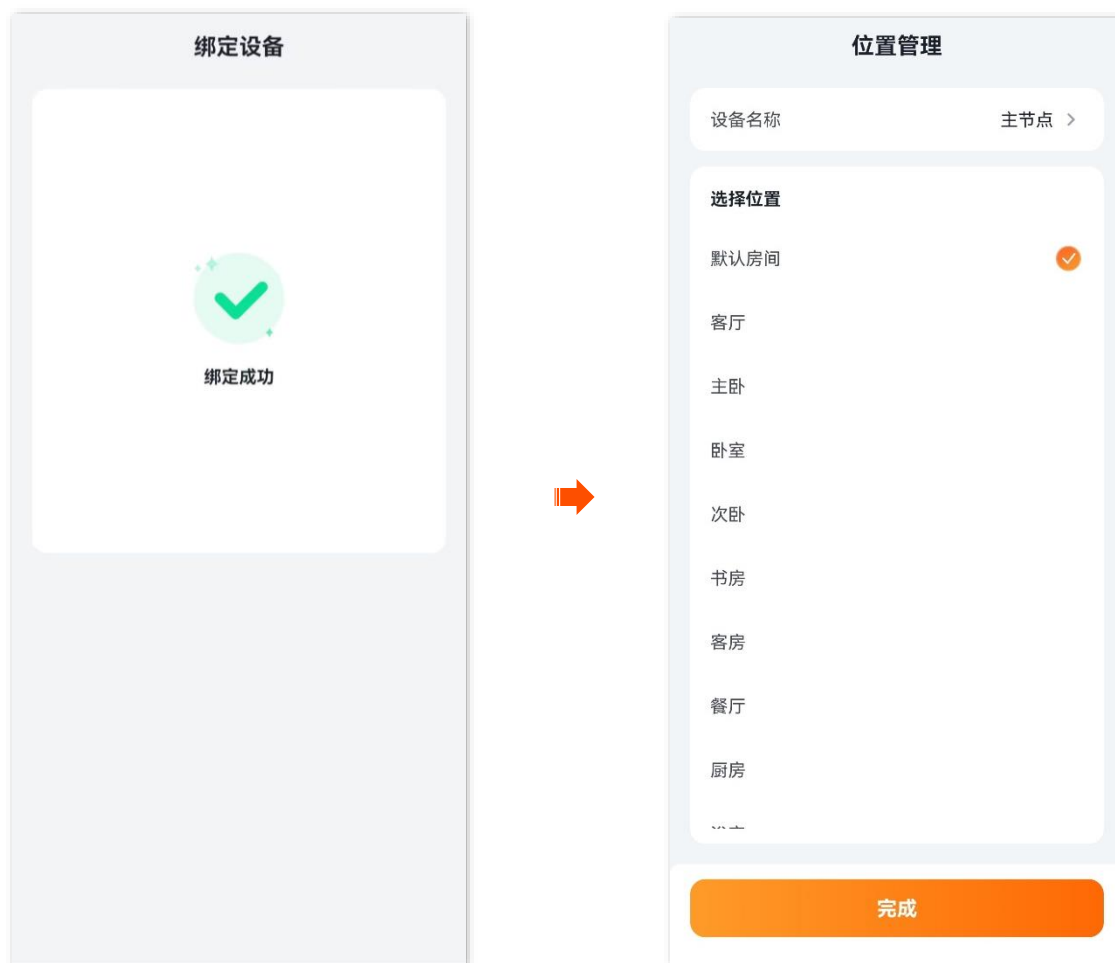 绑定设备
绑定成功
位置管理
设备名称 主节点
选择位置
默认房间
客厅
主卧
卧室
次卧
书房
客房
餐厅
厨房
完成